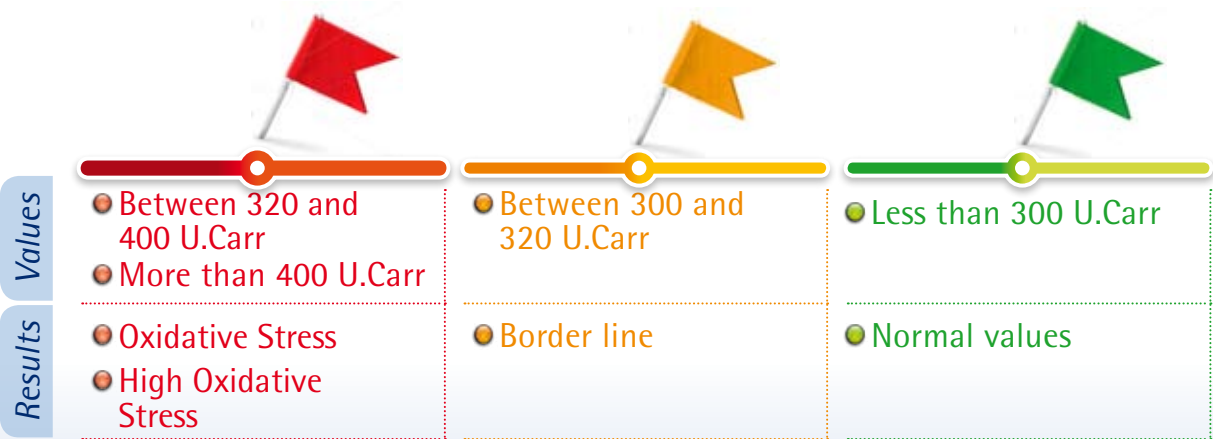 Values
Between 320 and
400 U.Carr
More than 400 U.Carr
Between 300 and
320 U.Carr
Less than 300 U.Carr
Results
Oxidative Stress
High Oxidative
Stress
Border line
Normal values